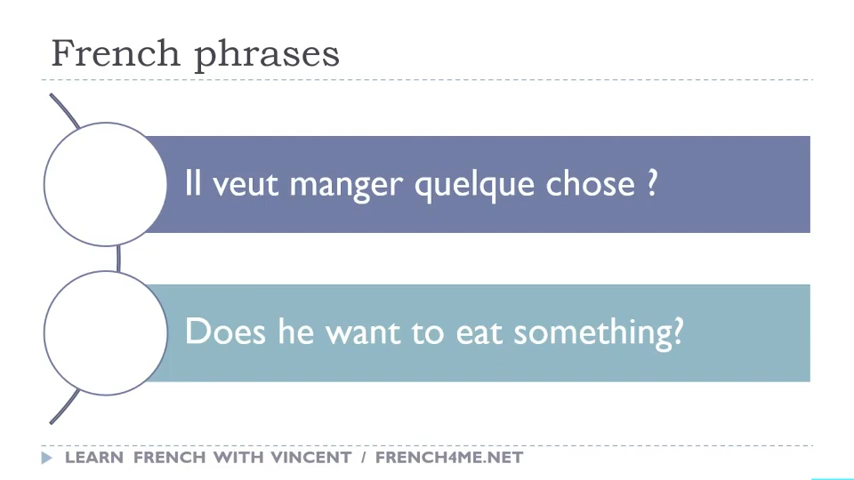 French phrases
Il veut manger quelque chose ?
Does he want to eat something?
LEARN FRENCH WITH VINCENT / FRENCH4ME.NET